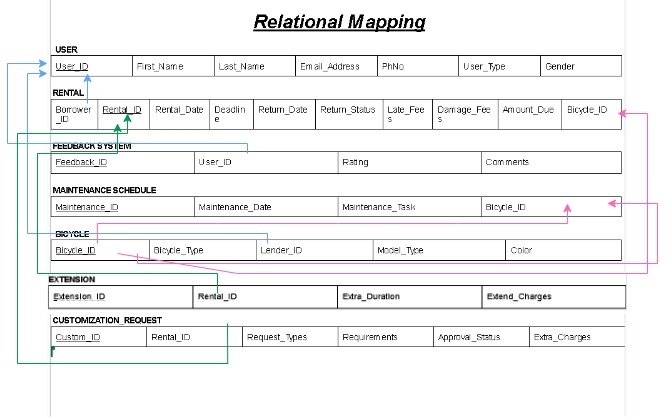 Relational Mapping
USER
User_ID First_Name Last_Name Email_Address PhNo User_Type Gender
RENTAL
Borrower_ID Rental_ID Rental_Date Deadline Return_Date Return_Status Late_Fees Damage_Fees Amount_Due Bicycle_ID
FEEDBACK SYSTEM
Feedback_ID User_ID Rating Comments
MAINTENANCE SCHEDULE
Maintenance_ID Maintenance_Date Maintenance_Task Bicycle_ID
BICYCLE
Bicycle_ID Bicycle_Type Lender_ID Model_Type Color
EXTENSION
Extension_ID Rental_ID Extra_Duration Extend_Charges
CUSTOMIZATION_REQUEST
Custom_ID Rental_ID Request_Types Requirements Approval_Status Extra_Charges